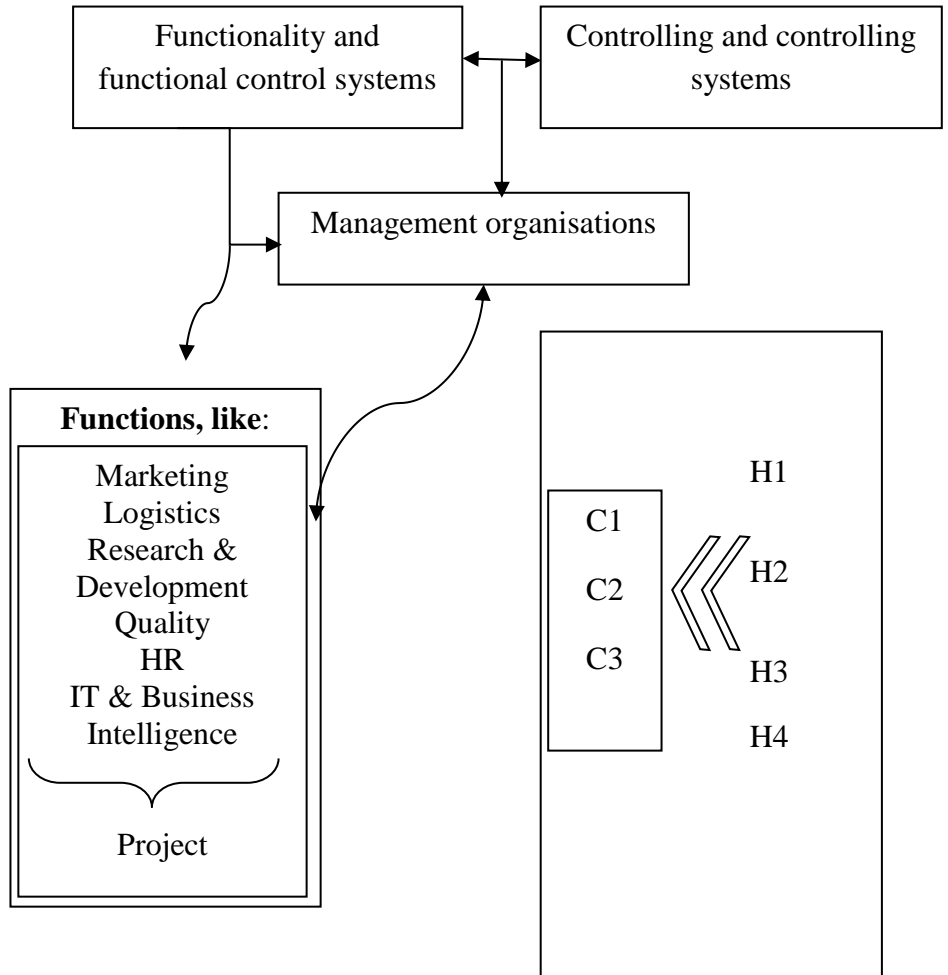 Functionality and
functional control systems
Controlling and controlling
systems
Management organisations
Functions, like:
Marketing
Logistics
Research &
Development
Quality
HR
IT & Business
Intelligence
Project
C1
C2
C3
H1
H2
H3
H4